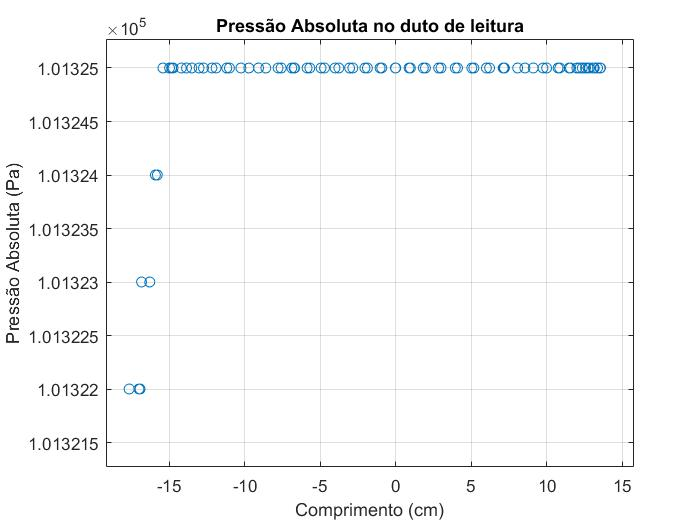 Pressão Absoluta no duto de leitura
×10⁵
1.01325
1.013245
1.01324
1.013235
1.01323
1.013225
1.01322
1.013215
Pressão Absoluta (Pa)
-15 -10 -5 0 5 10 15
Comprimento (cm)